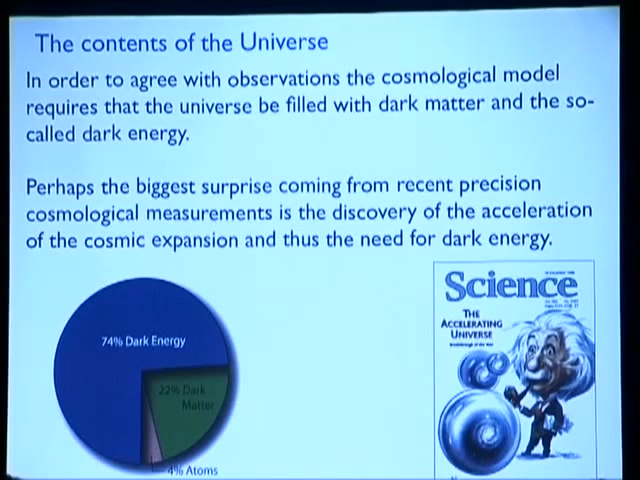 The contents of the Universe
In order to agree with observations the cosmological model
requires that the universe be filled with dark matter and the so-
called dark energy.
Perhaps the biggest surprise coming from recent precision
cosmological measurements is the discovery of the acceleration
of the cosmic expansion and thus the need for dark energy.
74% Dark Energy
22% Dark
Matter
4% Atoms
Science
THE
ACCELERATING
UNIVERSE